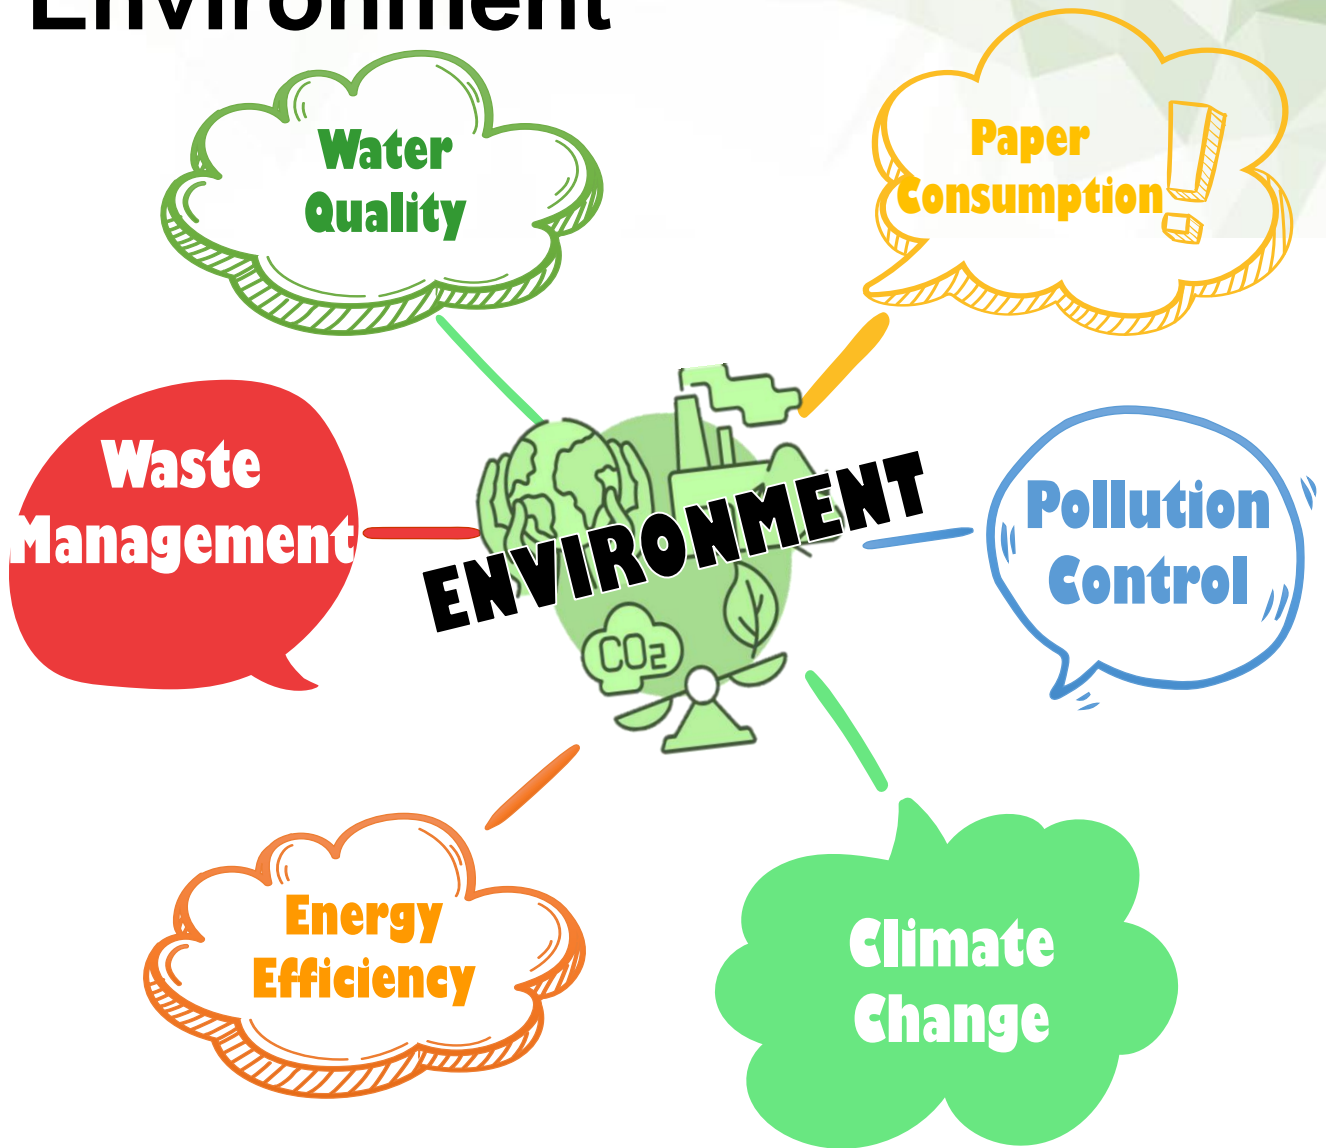 Environment
Water
Quality
Paper
Consumption
!
Waste
Management
ENVIRONMENT
Pollution
Control
CO2
Energy
Efficiency
Climate
Change